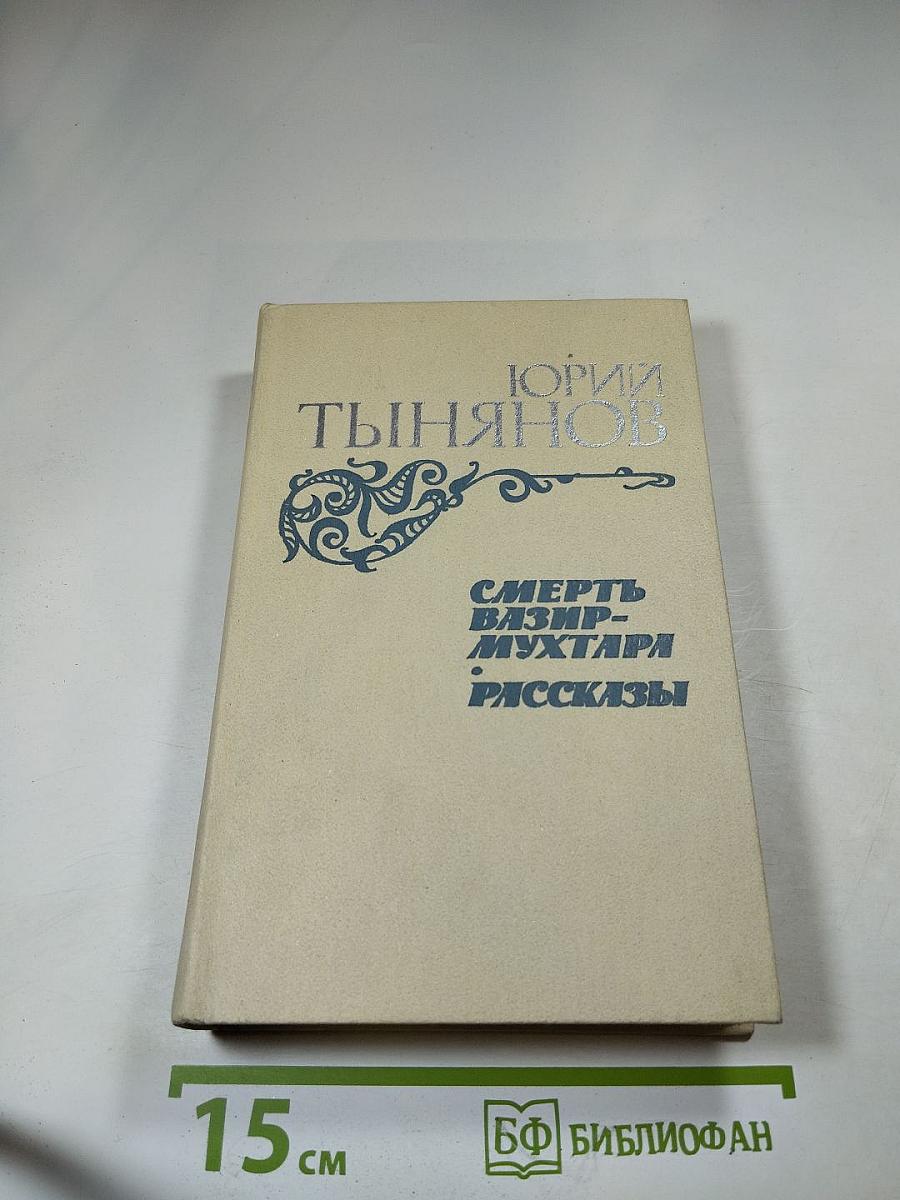 ЮРИЙ
ТЫНЯНОВ
СМЕРТЬ
ВАЗИР-
МУХТАРА
•
РАССКАЗЫ
15 см
БФ БИБЛИОФАН